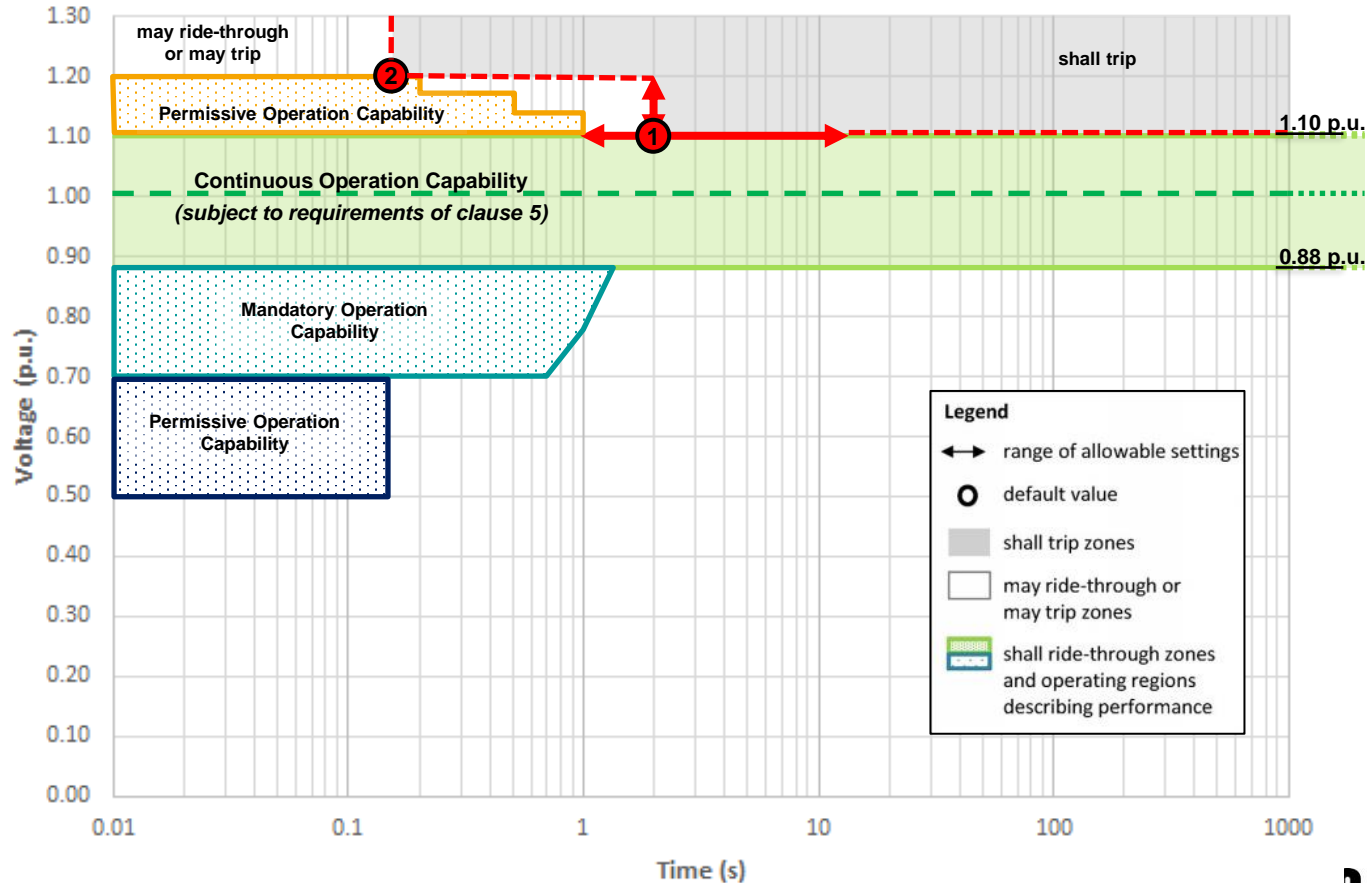 1.30
1.20
1.10
1.00
0.90
0.80
0.70
0.60
0.50
0.40
0.30
0.20
0.10
0.00
Voltage (p.u.)
may ride-through
or may trip
shall trip
2
Permissive Operation Capability
1
1.10 p.u.
Continuous Operation Capability
(subject to requirements of clause 5)
0.88 p.u.
Mandatory Operation
Capability
Permissive Operation
Capability
Legend
range of allowable settings
default value
shall trip zones
may ride-through or
may trip zones
shall ride-through zones
and operating regions
describing performance
0.01
0.1
1
10
100
1000
Time (s)